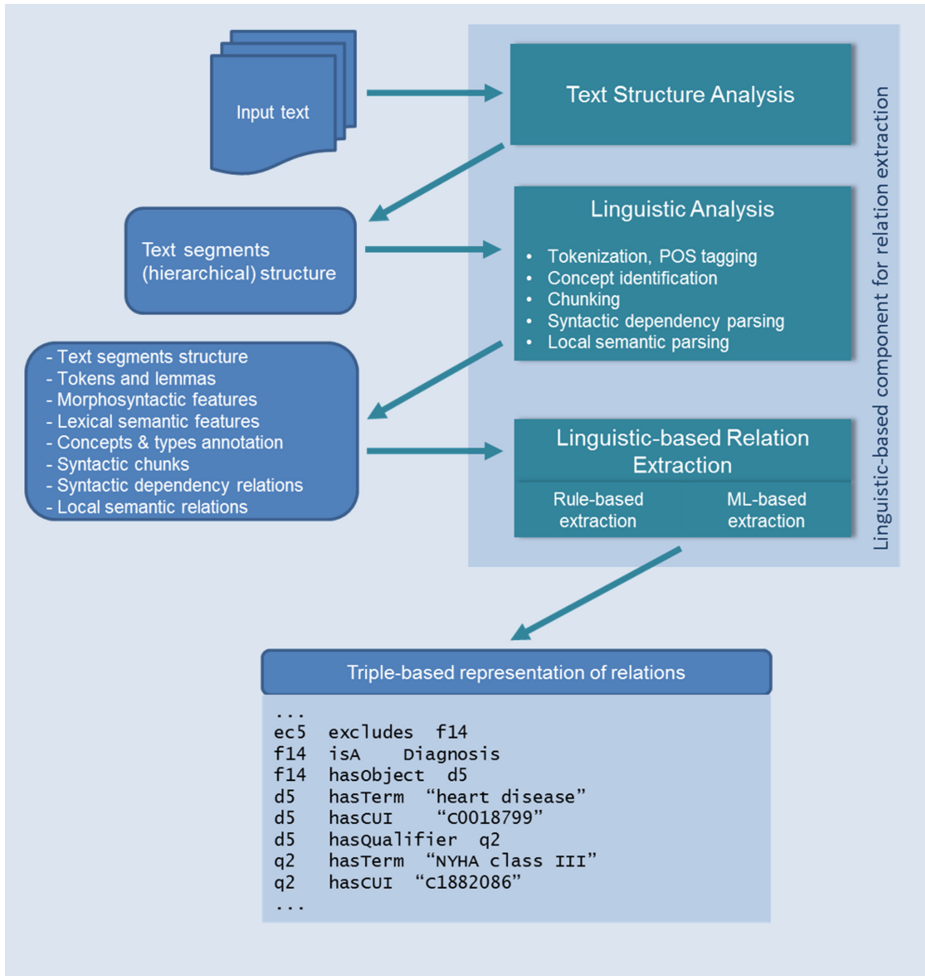 Input text
Text Structure Analysis
Text segments
(hierarchical) structure
Linguistic Analysis
• Tokenization, POS tagging
• Concept identification
• Chunking
• Syntactic dependency parsing
• Local semantic parsing
- Text segments structure
- Tokens and lemmas
- Morphosyntactic features
- Lexical semantic features
- Concepts & types annotation
- Syntactic chunks
- Syntactic dependency relations
- Local semantic relations
Linguistic-based Relation
Extraction
Rule-based
extraction
ML-based
extraction
Linguistic-based component for relation extraction
Triple-based representation of relations
...
ec5 excludes f14
f14 isA Diagnosis
f14 hasObject d5
d5 hasTerm “heart disease”
d5 hasCUI “C0018799”
d5 hasQualifier q2
q2 hasTerm “NYHA class III”
q2 hasCUI “C1882086”
...